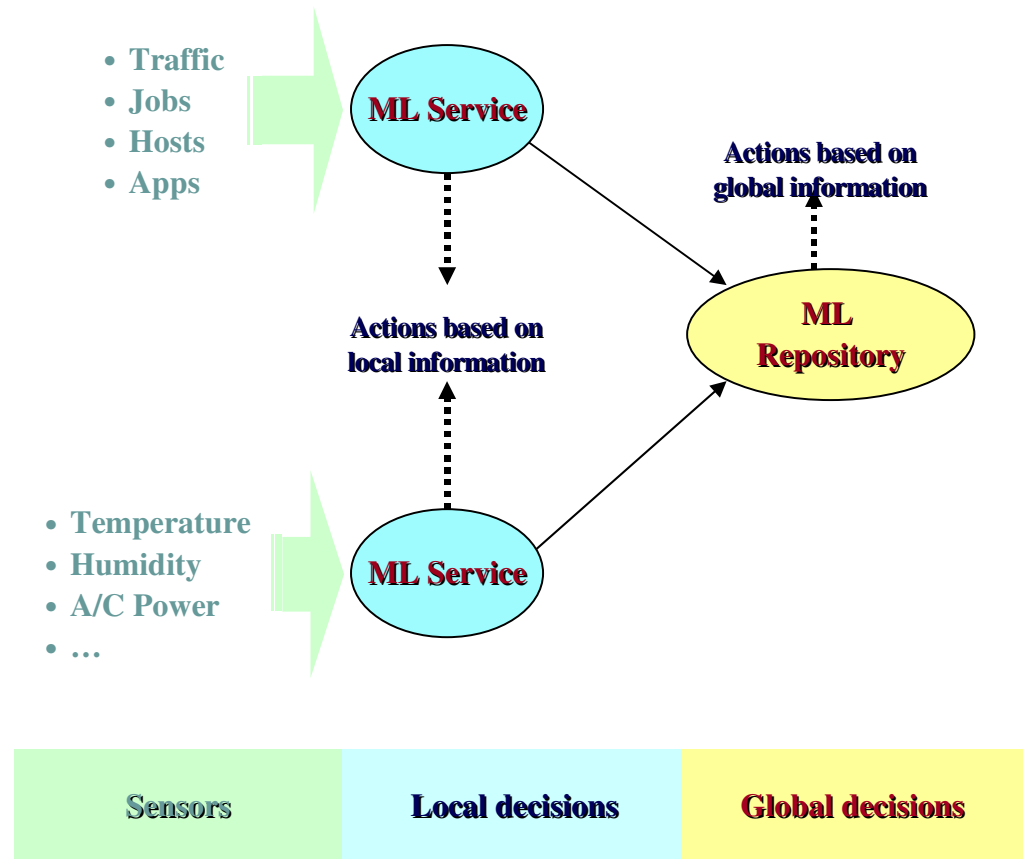 • Traffic
• Jobs
• Hosts
• Apps
ML Service
Actions based on
global information
Actions based on
local information
ML
Repository
• Temperature
• Humidity
• A/C Power
• …
ML Service
Sensors
Local decisions
Global decisions